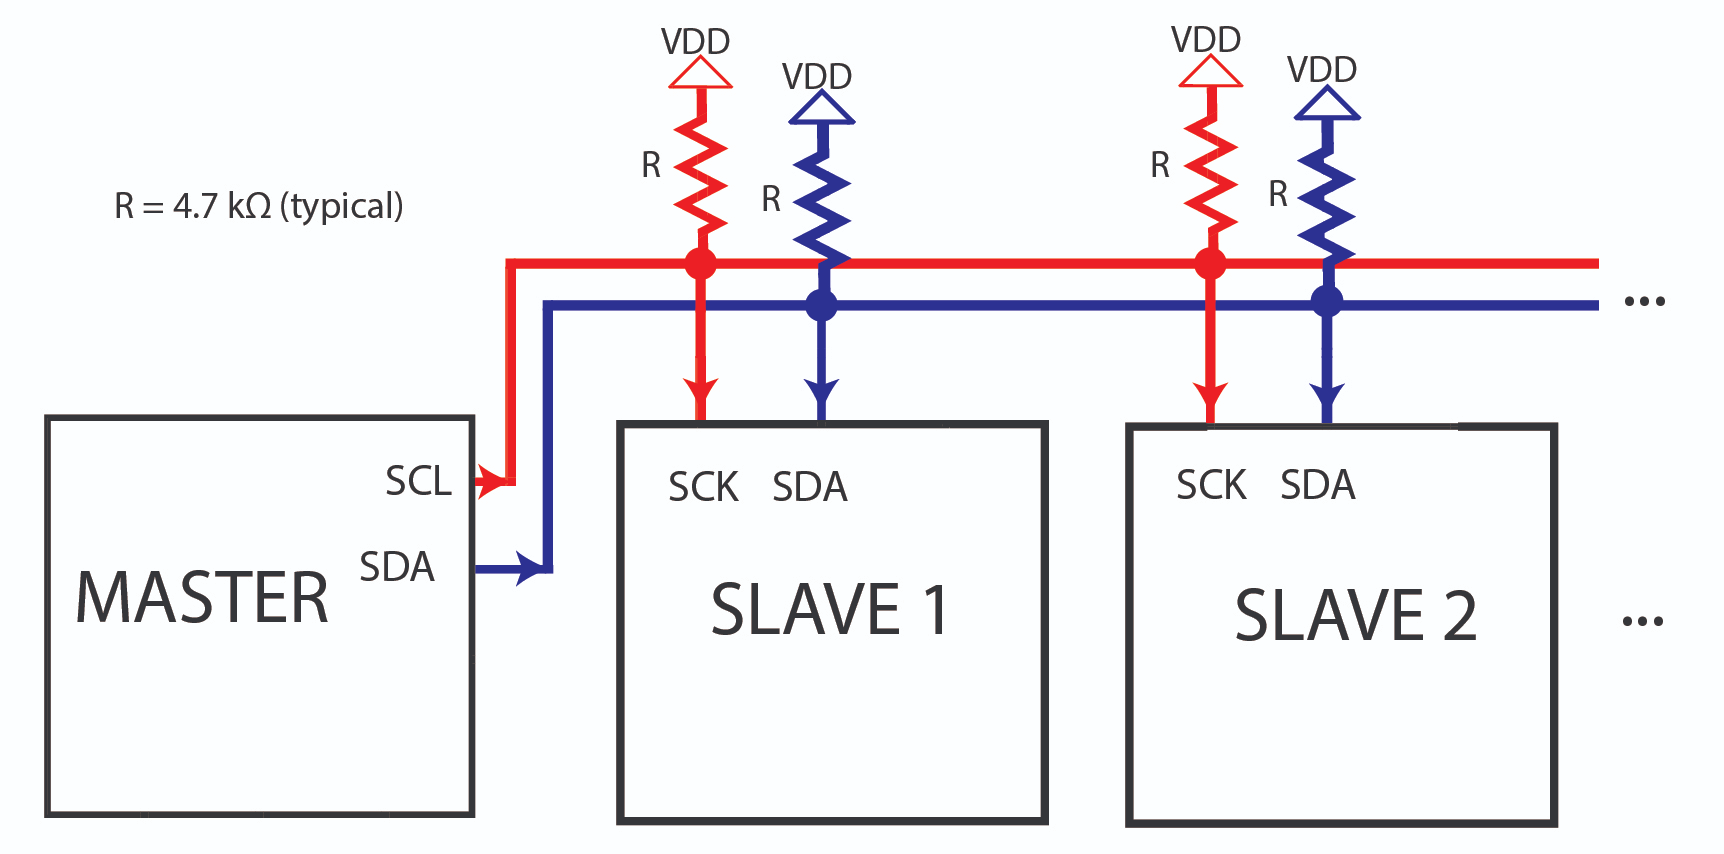 VDD
VDD
VDD
VDD
R
R
R
R
R = 4.7 kΩ (typical)
...
SCL
SDA
MASTER
SCK SDA
SLAVE 1
SCK SDA
SLAVE 2
...